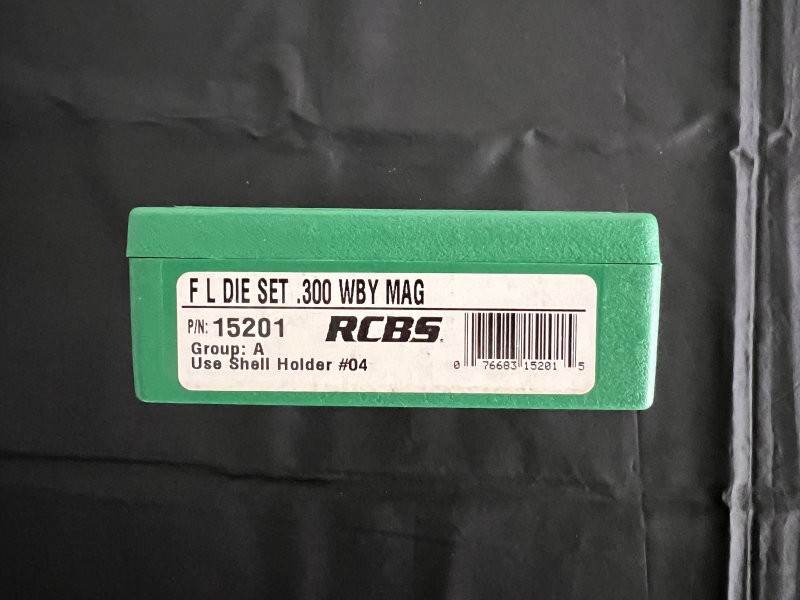 F L DIE SET .300 WBY MAG
P/N: 15201 RCBS.
Group: A
Use Shell Holder #04
0 76683 15201 5